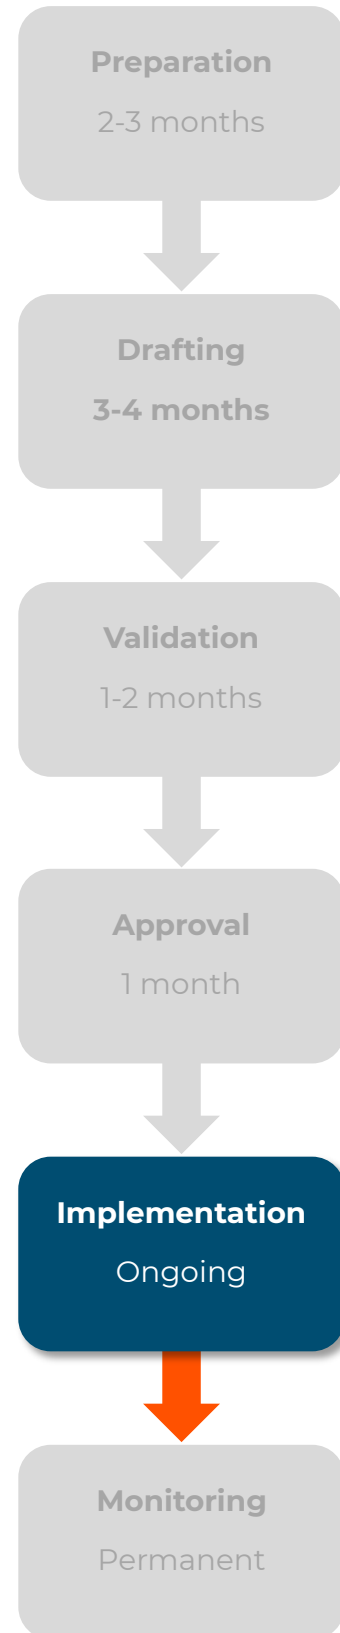 Preparation
2-3 months
Drafting
3-4 months
Validation
1-2 months
Approval
1 month
Implementation
Ongoing
Monitoring
Permanent